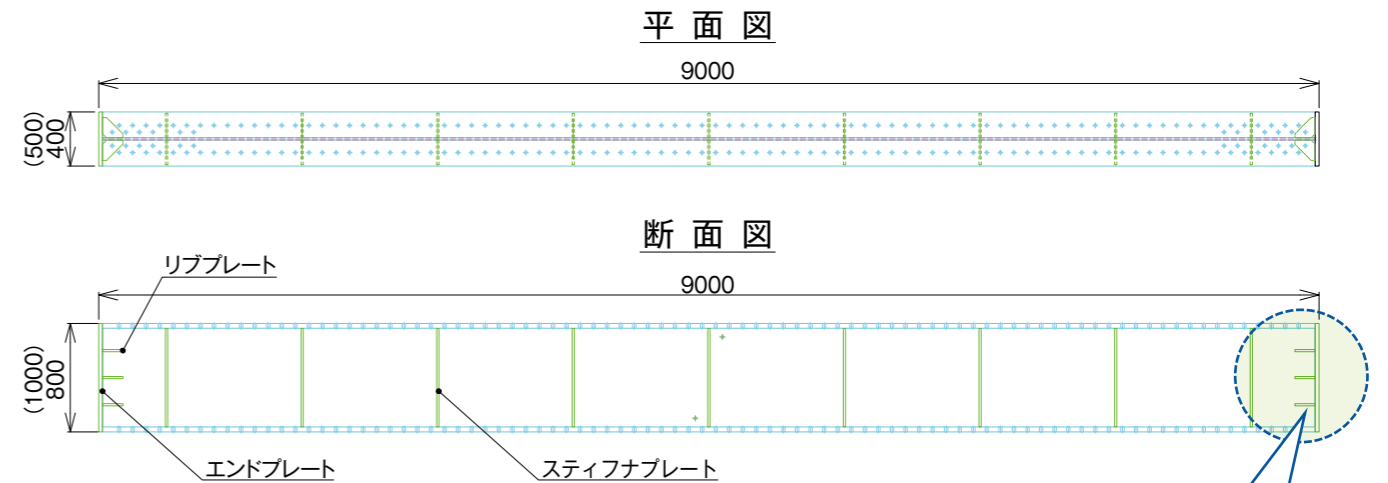 平面図
9000
(500)
400
断面図
リブプレート
9000
(1000)
800
エンドプレート
スティフナプレート